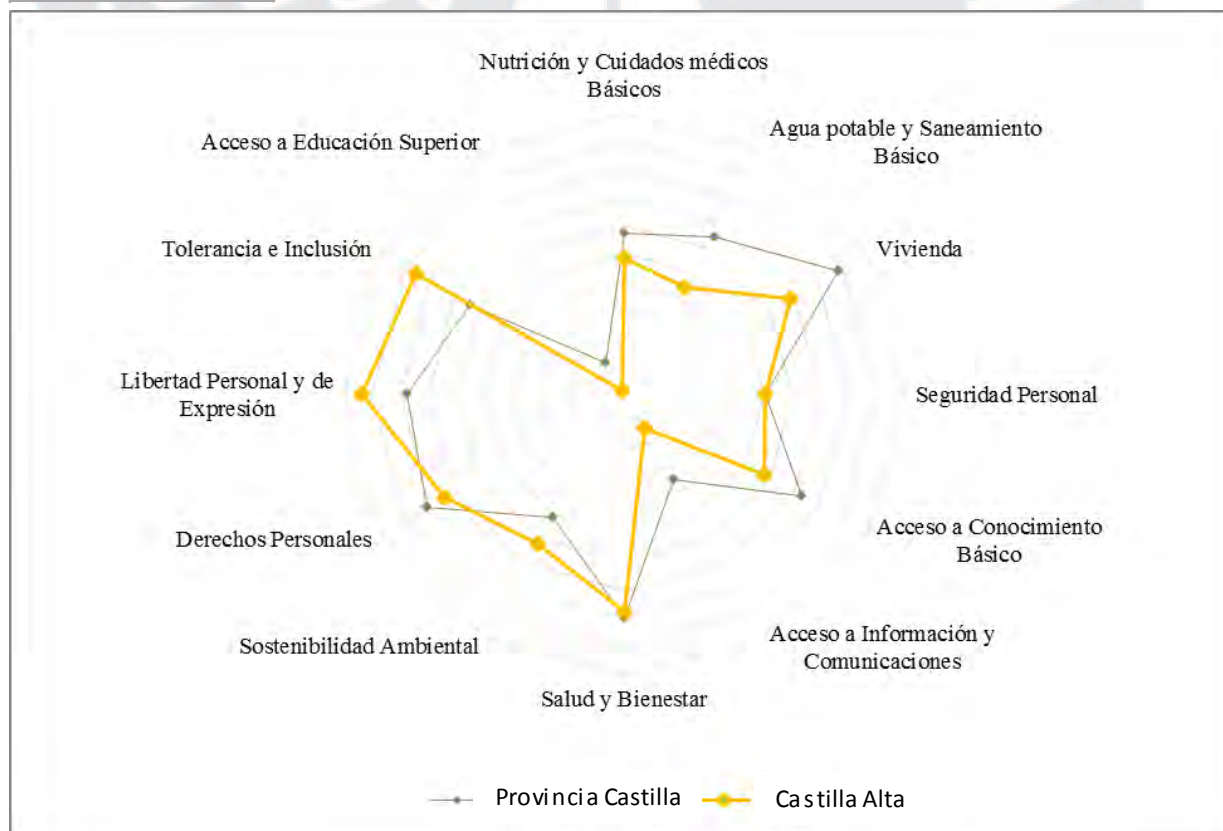 Nutrición y Cuidados médicos
Básicos
Agua potable y Saneamiento
Básico
Acceso a Educación Superior
Tolerancia e Inclusión
Vivienda
Libertad Personal y de
Expresión
Seguridad Personal
Derechos Personales
Acceso a Conocimiento
Básico
Sostenibilidad Ambiental
Acceso a Información y
Comunicaciones
Salud y Bienestar
Provincia Castilla
Castilla Alta